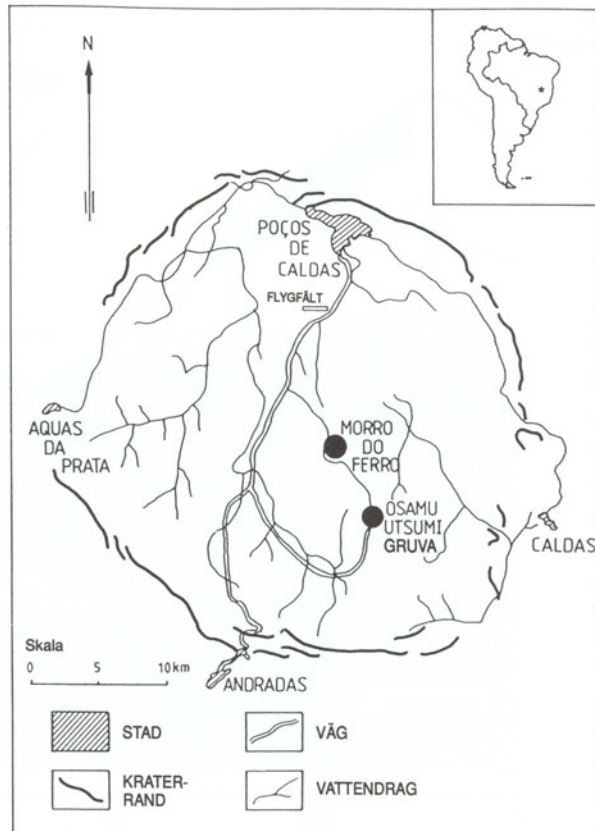 N
*
POÇOS
DE
CALDAS
FLYGFÄLT
AQUAS
DA
PRATA
MORRO
DO
FERRO
OSAMU
UTSUMI
GRUVA
CALDAS
Skala
0 5 10 km
ANDRADAS
STAD
VÄG
KRATER-
RAND
VATTENDRAG